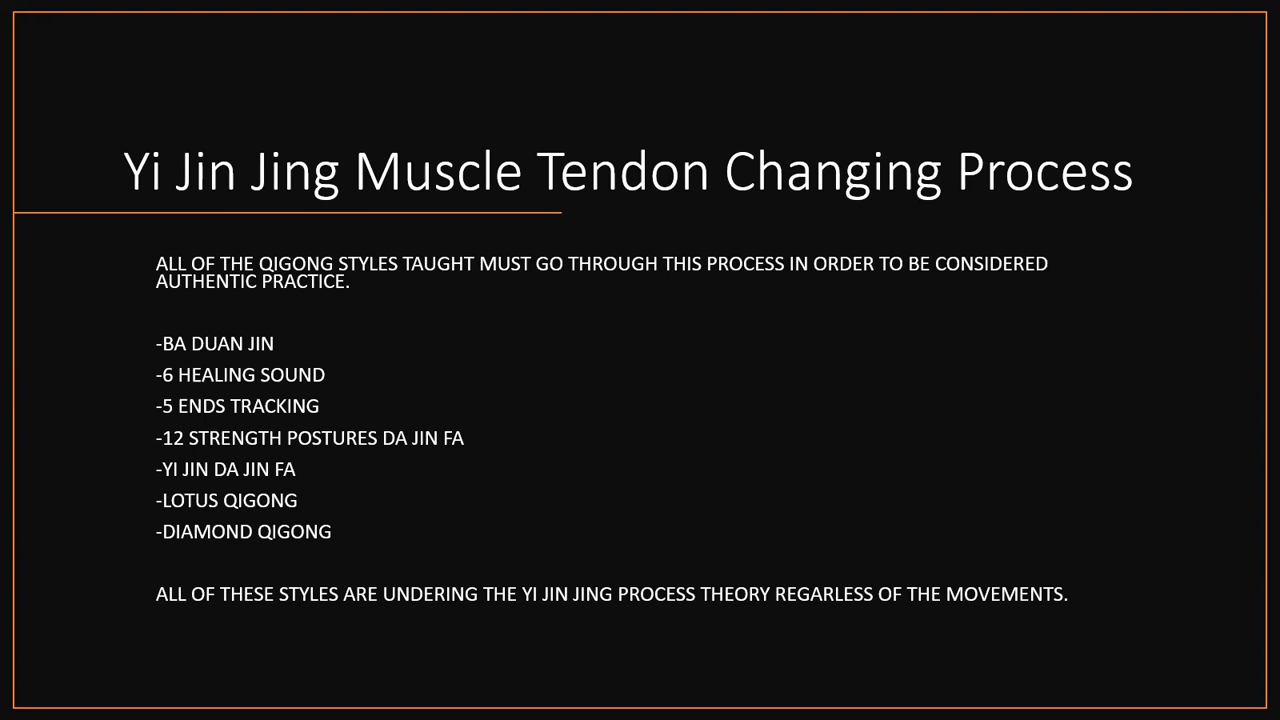 Yi Jin Jing Muscle Tendon Changing Process
ALL OF THE QIGONG STYLES TAUGHT MUST GO THROUGH THIS PROCESS IN ORDER TO BE CONSIDERED
AUTHENTIC PRACTICE.
-BA DUAN JIN
-6 HEALING SOUND
-5 ENDS TRACKING
-12 STRENGTH POSTURES DA JIN FA
-YI JIN DA JIN FA
-LOTUS QIGONG
-DIAMOND QIGONG
ALL OF THESE STYLES ARE UNDERING THE YI JIN JING PROCESS THEORY REGARLESS OF THE MOVEMENTS.